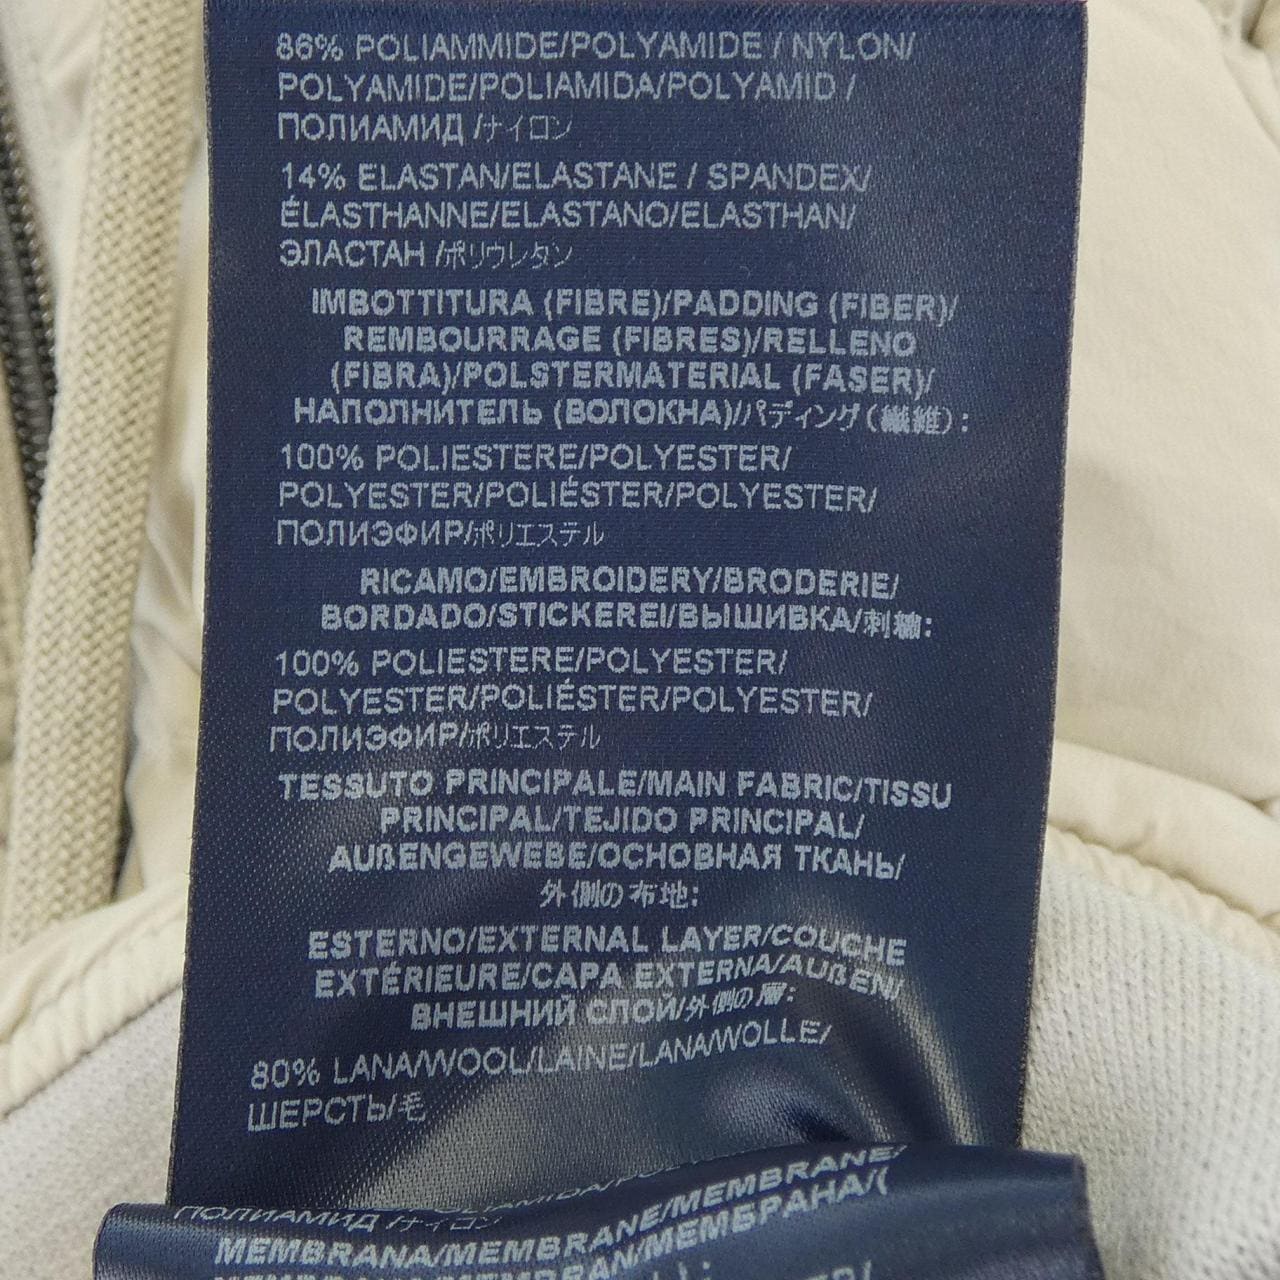 86% POLIAMMIDE/POLYAMIDE / NYLON/
POLYAMIDE/POLIAMIDA/POLYAMID /
ПОЛИАМИД /ナイロン
14% ELASTAN/ELASTANE / SPANDEX/
ÉLASTHANNE/ELASTANO/ELASTHAN/
ЭЛАСТАН /ポリウレタン
IMBOTTITURA (FIBRE)/PADDING (FIBER)/
REMBOURRAGE (FIBRES)/RELLENO
(FIBRA)/POLSTERMATERIAL (FASER)/
НАПОЛНИТЕЛЬ (ВОЛОКНА)/パディング(繊維):
100% POLIESTERE/POLYESTER/
POLYESTER/POLIÉSTER/POLYESTER/
ПОЛИЭФИР/ポリエステル
RICAMO/EMBROIDERY/BRODERIE/
BORDADO/STICKEREI/ВЫШИВКА/刺繍:
100% POLIESTERE/POLYESTER/
POLYESTER/POLIÉSTER/POLYESTER/
ПОЛИЭФИР/ポリエステル
TESSUTO PRINCIPALE/MAIN FABRIC/TISSU
PRINCIPAL/TEJIDO PRINCIPAL/
AUßENGEWEBE/ОСНОВНАЯ ТКАНЬ/
外側の布地:
ESTERNO/EXTERNAL LAYER/COUCHE
EXTÉRIEURE/CAPA EXTERNA/AUßEN/
ВНЕШНИЙ СЛОЙ/外側の層:
80% LANA/WOOL/LAINE/LANA/WOLLE/
ШЕРСТЬ/毛
ПОЛИАМИД /ナイロン
MEMBRANA/MEMBRANE/MEMBRANE/